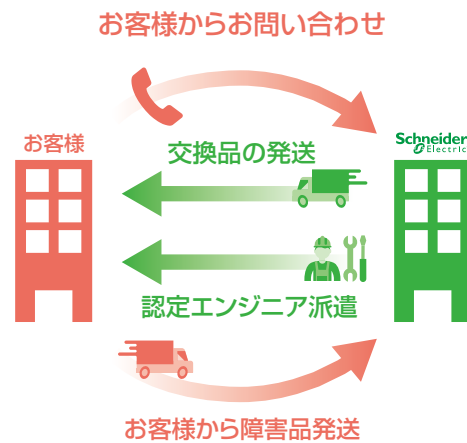 お客様からお問い合わせ
お客様
Schneider
Electric
交換品の発送
認定エンジニア派遣
お客様から障害品発送